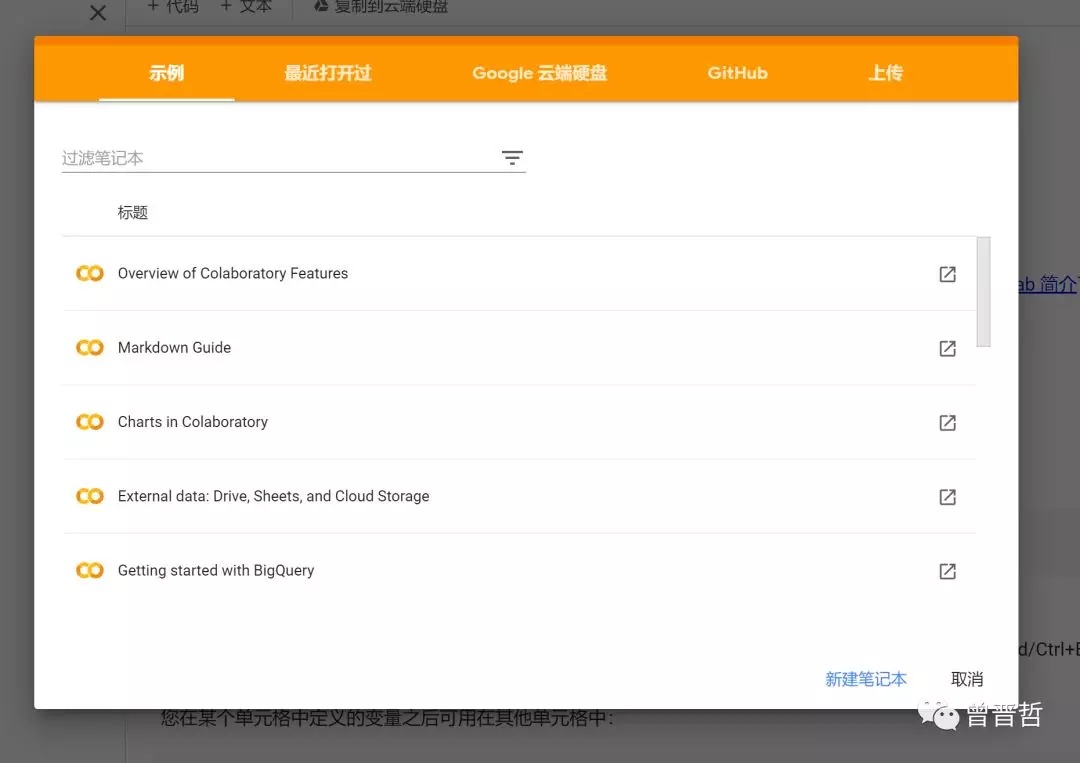 + 代码 + 文本 复制到云端硬盘
示例 最近打开过 Google 云端硬盘 GitHub 上传
过滤笔记本
标题
Overview of Colaboratory Features
ab 简介
Markdown Guide
Charts in Colaboratory
External data: Drive, Sheets, and Cloud Storage
Getting started with BigQuery
d/Ctrl+E
新建笔记本 取消
您在某个单元格中定义的变量之后可用在其他单元格中:
曾晋哲